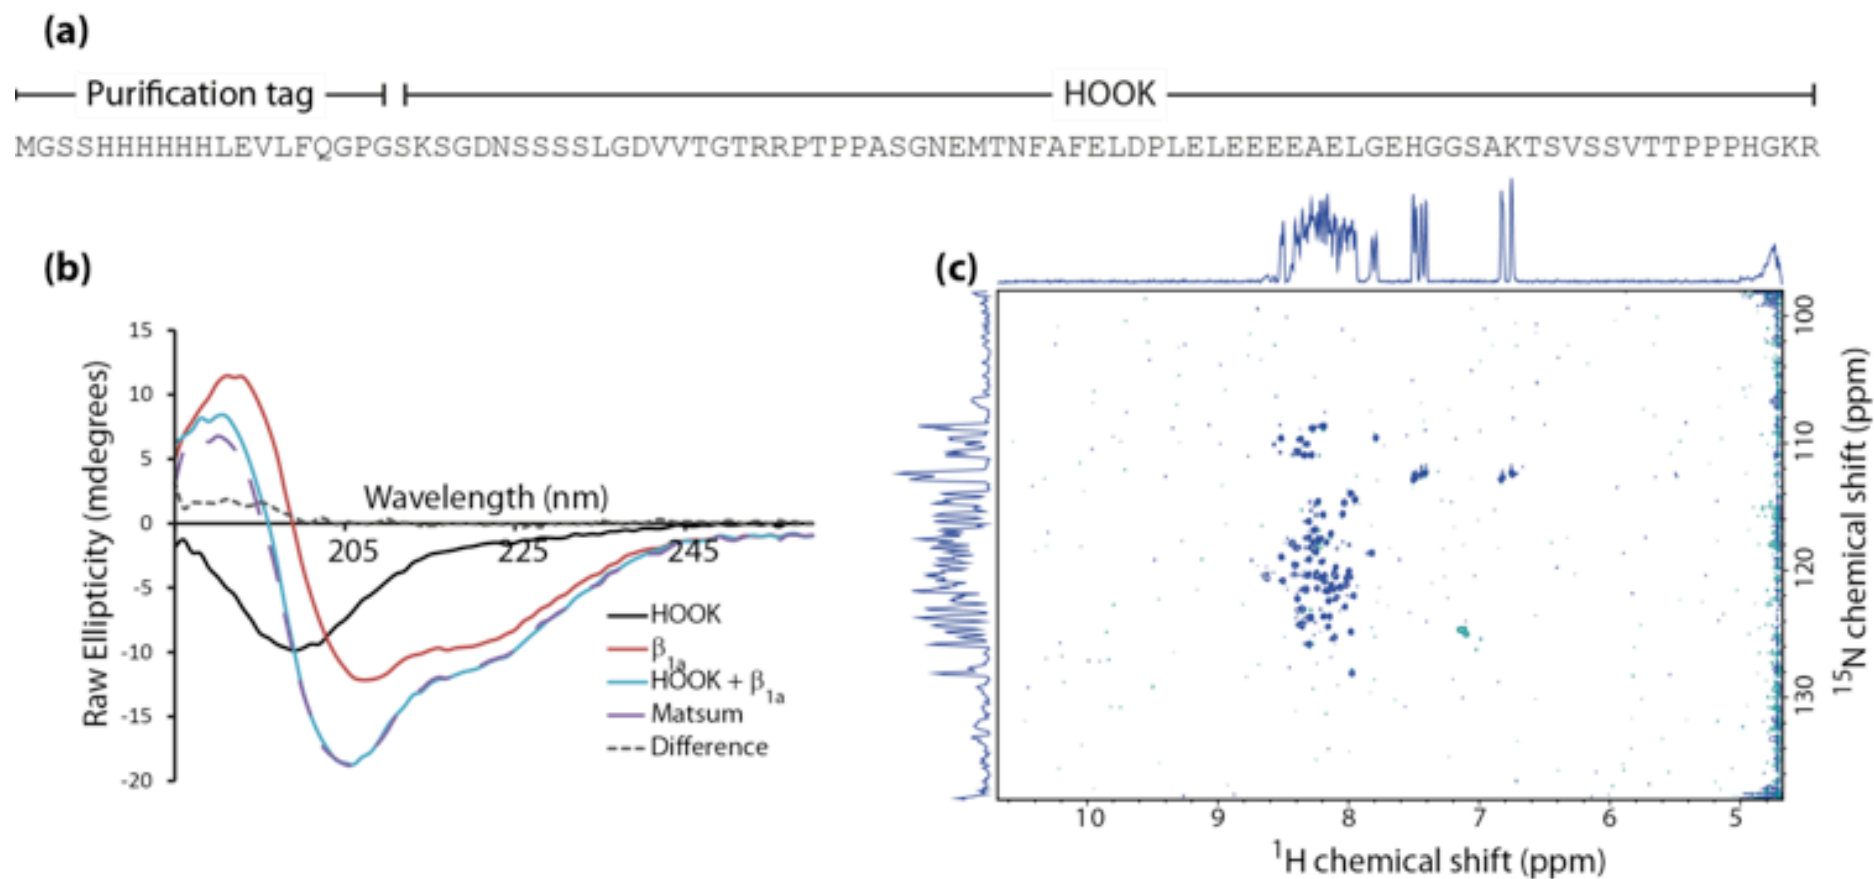 (a)
Purification tag HOOK
MGSSHHHHHHLEVLFQGPGSKSGDNSSSSLGDVVTGTRRPTPPASGNEMTNFAFELDPLELEEEEAELGEHGGSAKTSVSSVTTPPPHGKR
(b)
15
10
5
0
-5
-10
-15
-20
Raw Ellipticity (mdegrees)
Wavelength (nm)
205 225 245
HOOK
β1a
HOOK + β1a
Matsum
Difference
(c)
100
110
120
130
15N chemical shift (ppm)
10 9 8 7 6 5
1H chemical shift (ppm)